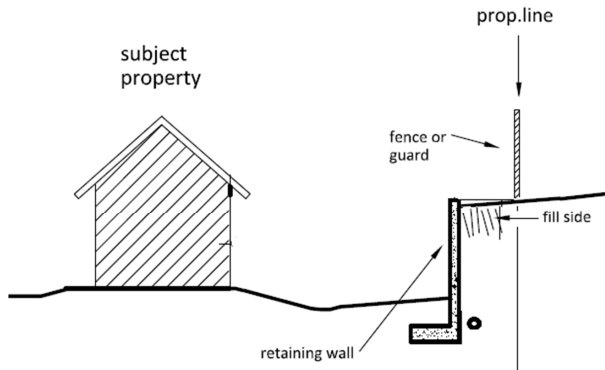 prop.line
subject
property
fence or
guard
fill side
retaining wall